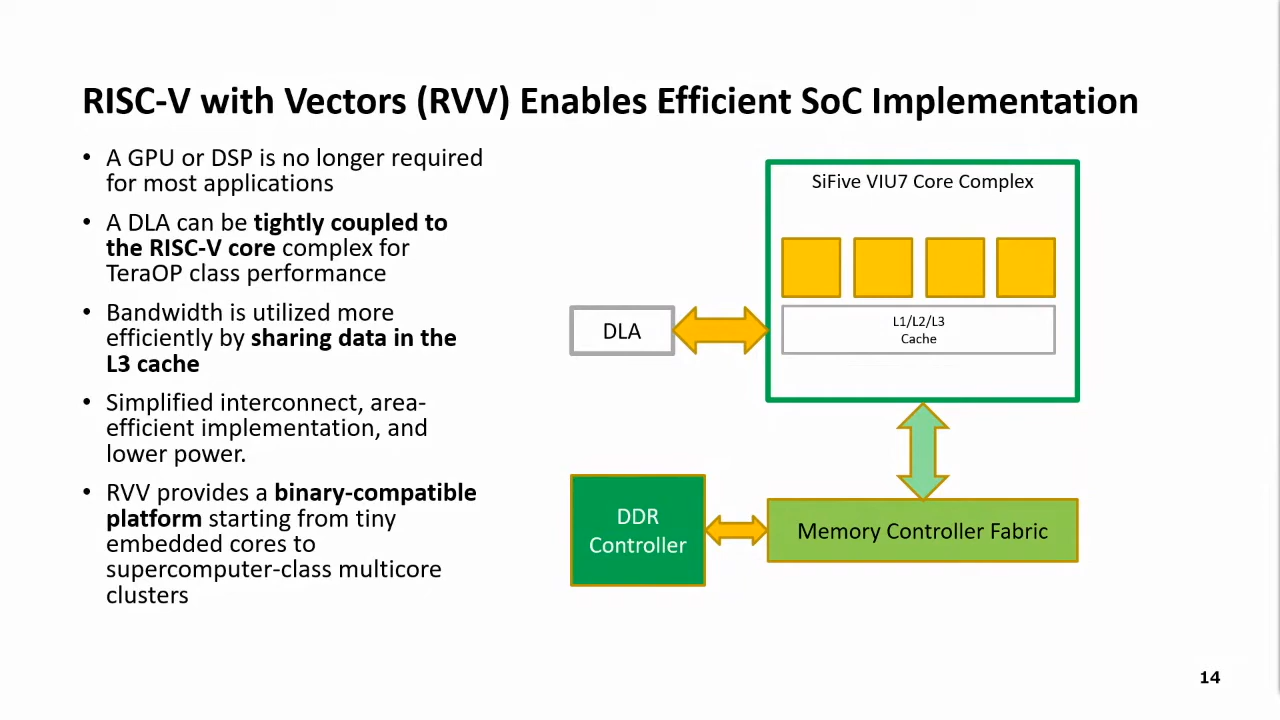 RISC-V with Vectors (RVV) Enables Efficient SoC Implementation
• A GPU or DSP is no longer required
for most applications
• A DLA can be tightly coupled to
the RISC-V core complex for
TeraOP class performance
• Bandwidth is utilized more
efficiently by sharing data in the
L3 cache
• Simplified interconnect, area-
efficient implementation, and
lower power.
• RVV provides a binary-compatible
platform starting from tiny
embedded cores to
supercomputer-class multicore
clusters
SiFive VIU7 Core Complex
L1/L2/L3
Cache
DLA
DDR
Controller
Memory Controller Fabric
14